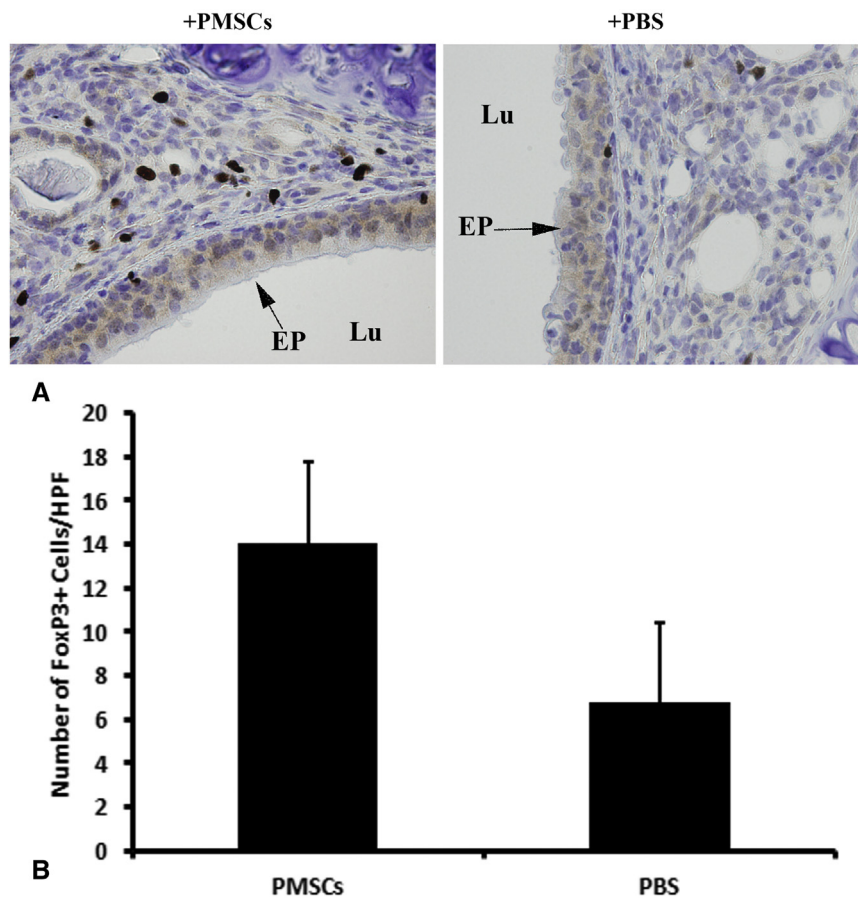 +PMSCs
+PBS
Lu
EP
EP
Lu
A
20
18
16
14
12
10
8
6
4
2
0
Number of FoxP3+ Cells/HPF
B
PMSCs
PBS